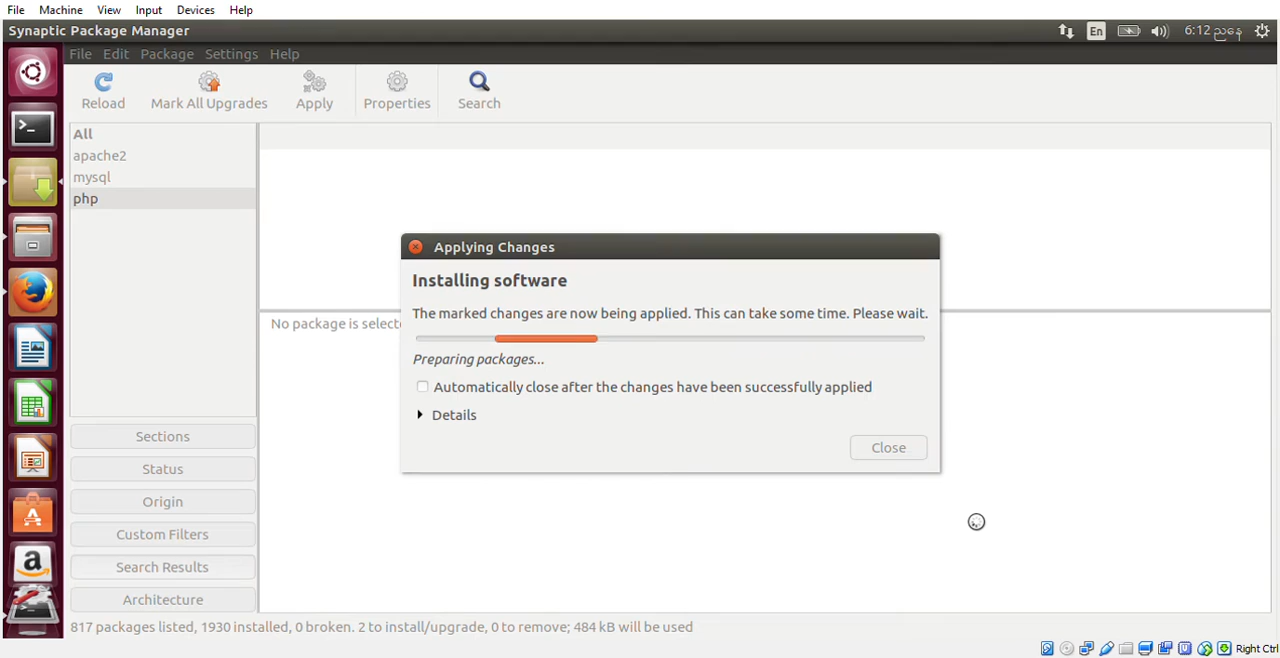 File Machine View Input Devices Help
Synaptic Package Manager En 6:12 ညနေ
File Edit Package Settings Help
Reload Mark All Upgrades Apply Properties Search
All
apache2
mysql
php
Applying Changes
Installing software
The marked changes are now being applied. This can take some time. Please wait.
No package is selecte
Preparing packages...
Automatically close after the changes have been successfully applied
Details
Close
Sections
Status
Origin
Custom Filters
Search Results
Architecture
817 packages listed, 1930 installed, 0 broken. 2 to install/upgrade, 0 to remove; 484 kB will be used
Right Ctrl